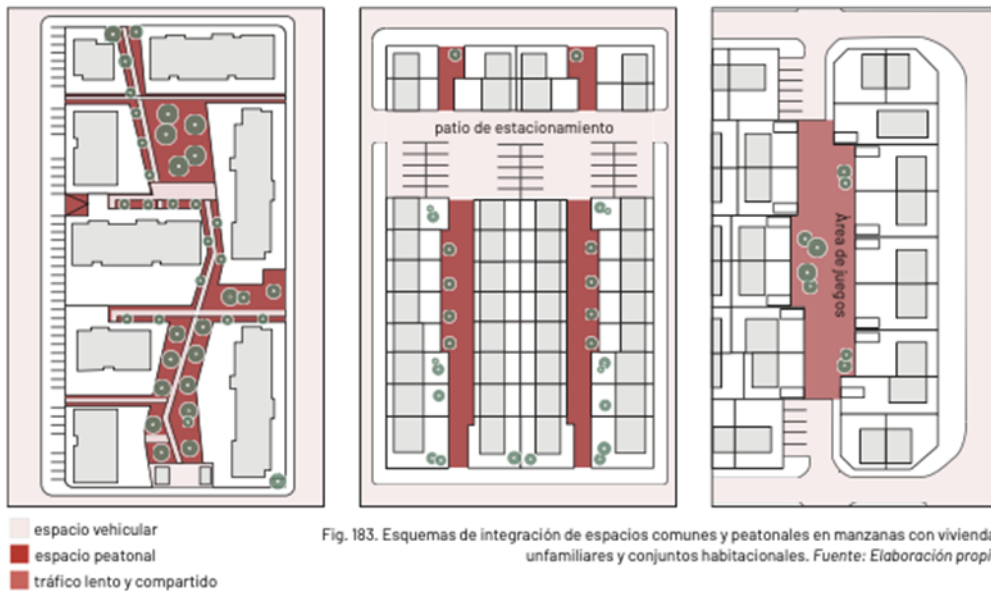 patio de estacionamiento
Área de juegos
espacio vehicular
espacio peatonal
tráfico lento y compartido
Fig. 183. Esquemas de integración de espacios comunes y peatonales en manzanas con vivienda
unfamiliares y conjuntos habitacionales. Fuente: Elaboración propi